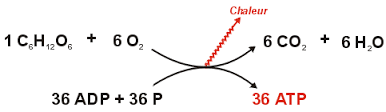 Chaleur
1 C₆H₁₂O₆ + 6 O₂ 6 CO₂ + 6 H₂O
36 ADP + 36 P 36 ATP